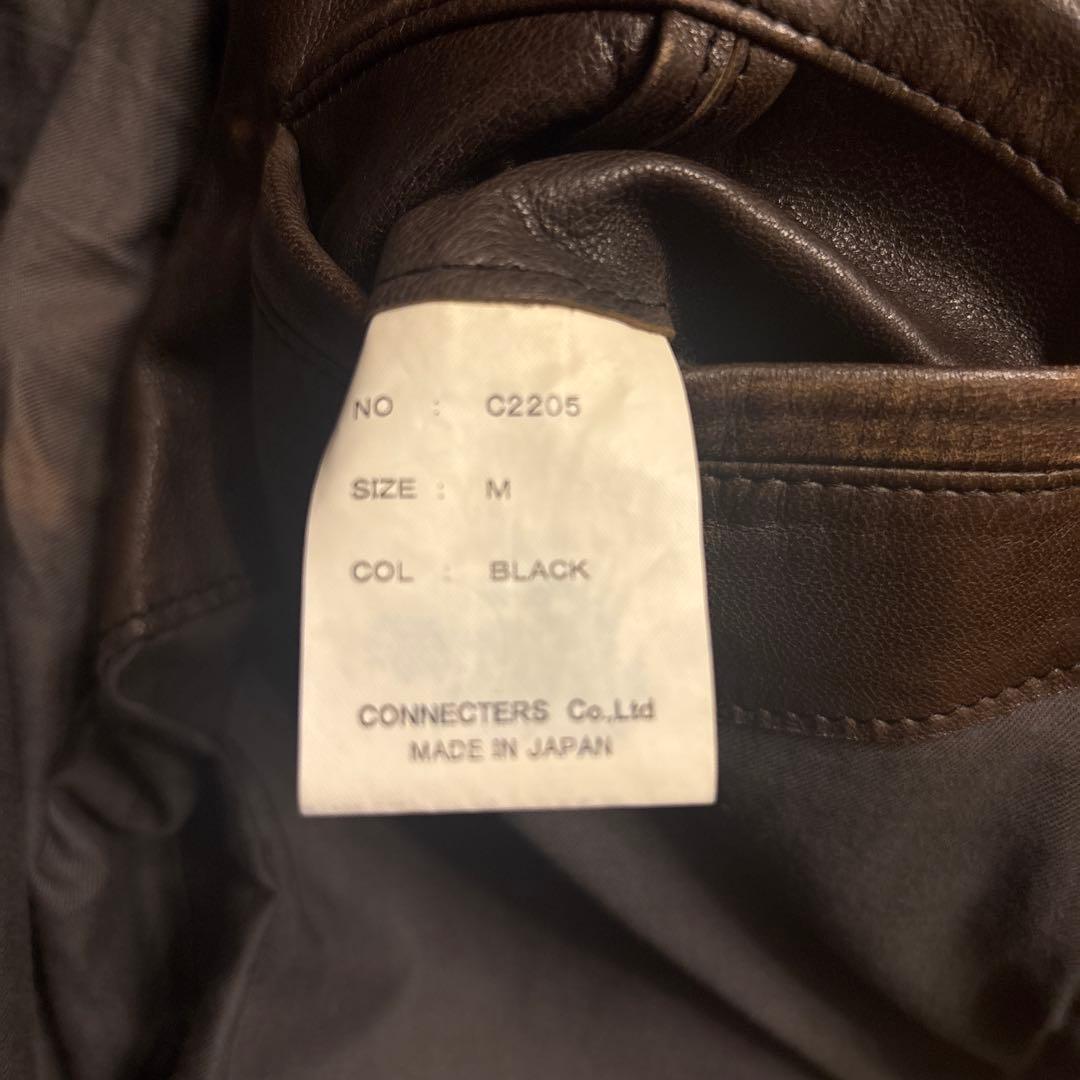 NO : C2205
SIZE : M
COL : BLACK
CONNECTERS Co.,Ltd
MADE IN JAPAN